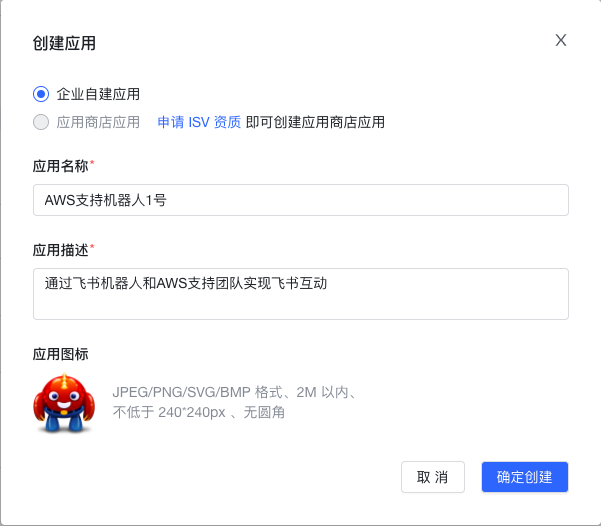 创建应用
企业自建应用
应用商店应用 申请 ISV 资质 即可创建应用商店应用
应用名称*
AWS支持机器人1号
应用描述*
通过飞书机器人和AWS支持团队实现飞书互动
应用图标
JPEG/PNG/SVG/BMP 格式、2M 以内、
不低于 240*240px 、无圆角
取 消
确定创建